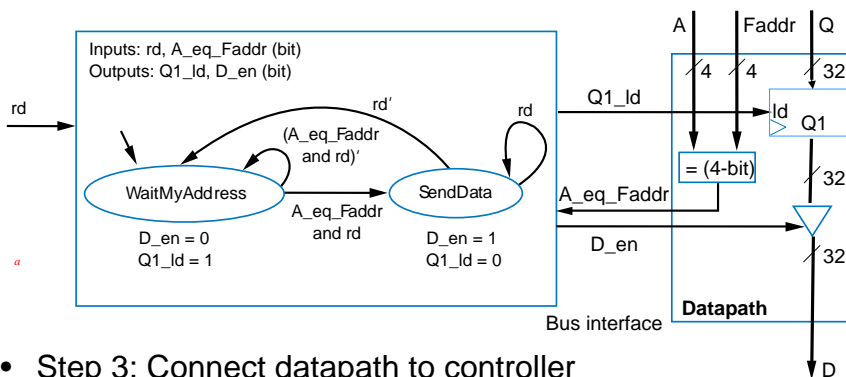 A Faddr Q
Inputs: rd, A_eq_Faddr (bit)
Outputs: Q1_ld, D_en (bit)
4 4 32
rd
rd′ rd
Q1_ld
ld
Q1
(A_eq_Faddr
and rd)‘
= (4-bit)
32
WaitMyAddress SendData
A_eq_Faddr
A_eq_Faddr
and rd
D_en = 0 D_en = 1
Q1_ld = 1 Q1_ld = 0
D_en
32
a
Datapath
Bus interface
• Step 3: Connect datapath to controller
D